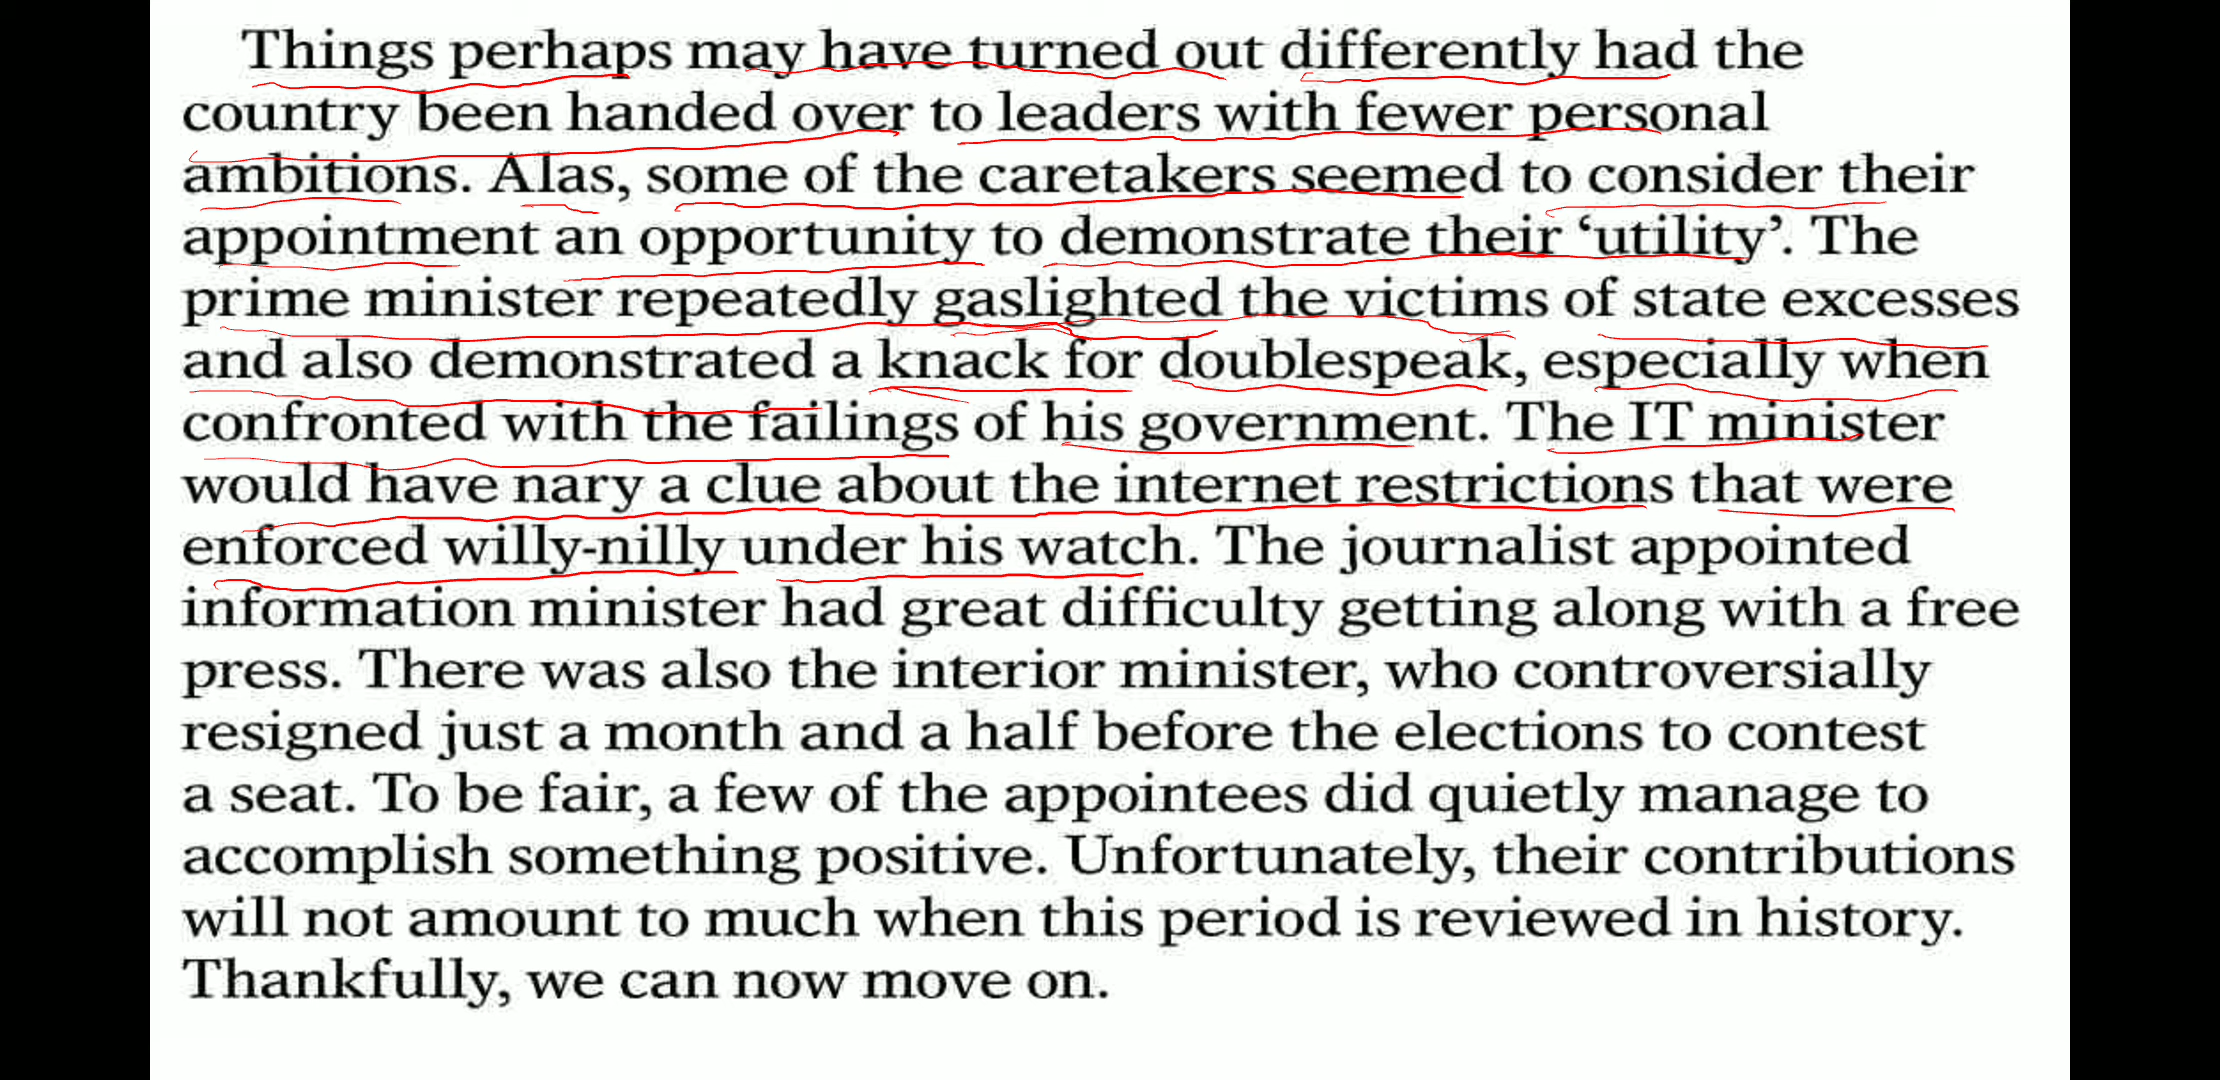 Things perhaps may have turned out differently had the
country been handed over to leaders with fewer personal
ambitions. Alas, some of the caretakers seemed to consider their
appointment an opportunity to demonstrate their ‘utility’. The
prime minister repeatedly gaslighted the victims of state excesses
and also demonstrated a knack for doublespeak, especially when
confronted with the failings of his government. The IT minister
would have nary a clue about the internet restrictions that were
enforced willy-nilly under his watch. The journalist appointed
information minister had great difficulty getting along with a free
press. There was also the interior minister, who controversially
resigned just a month and a half before the elections to contest
a seat. To be fair, a few of the appointees did quietly manage to
accomplish something positive. Unfortunately, their contributions
will not amount to much when this period is reviewed in history.
Thankfully, we can now move on.